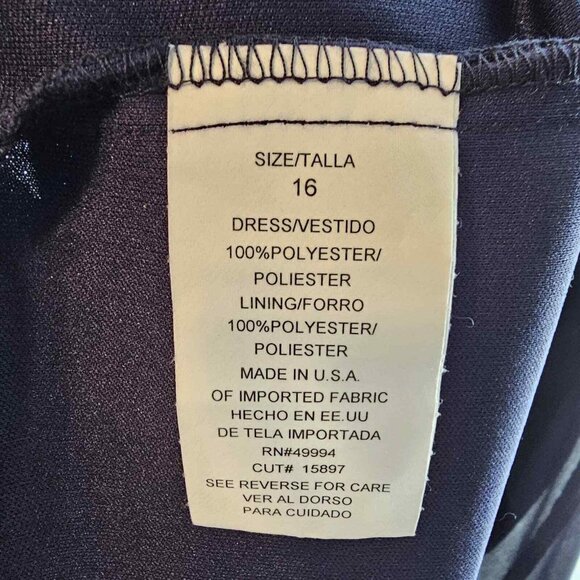 SIZE/TALLA
16
DRESS/VESTIDO
100%POLYESTER/
POLIESTER
LINING/FORRO
100%POLYESTER/
POLIESTER
MADE IN U.S.A.
OF IMPORTED FABRIC
HECHO EN EE.UU
DE TELA IMPORTADA
RN#49994
CUT# 15897
SEE REVERSE FOR CARE
VER AL DORSO
PARA CUIDADO